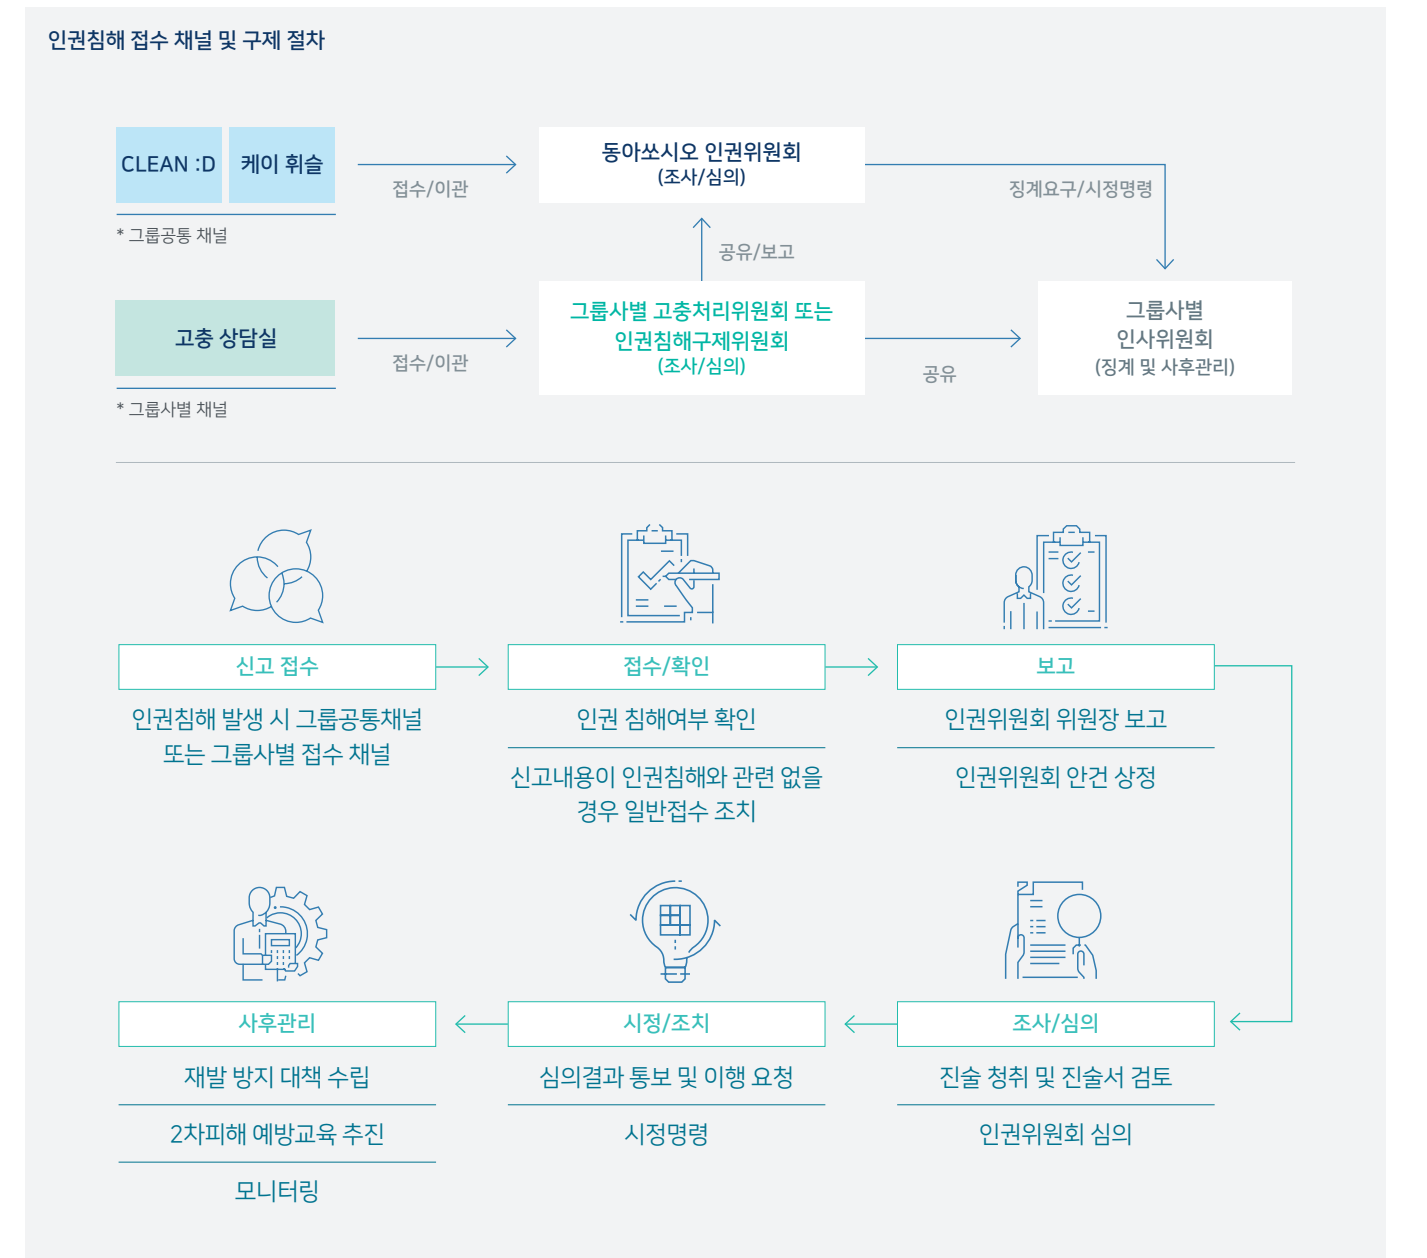 인권침해 접수 채널 및 구제 절차
CLEAN :D
케이 휘슬
* 그룹공통 채널
접수/이관
동아쏘시오 인권위원회
(조사/심의)
징계요구/시정명령
공유/보고
고충 상담실
* 그룹사별 채널
접수/이관
그룹사별 고충처리위원회 또는
인권침해구제위원회
(조사/심의)
공유
그룹사별
인사위원회
(징계 및 사후관리)
신고 접수
인권침해 발생 시 그룹공통채널
또는 그룹사별 접수 채널
접수/확인
인권 침해여부 확인
신고내용이 인권침해와 관련 없을
경우 일반접수 조치
보고
인권위원회 위원장 보고
인권위원회 안건 상정
조사/심의
진술 청취 및 진술서 검토
인권위원회 심의
시정/조치
심의결과 통보 및 이행 요청
시정명령
사후관리
재발 방지 대책 수립
2차피해 예방교육 추진
모니터링